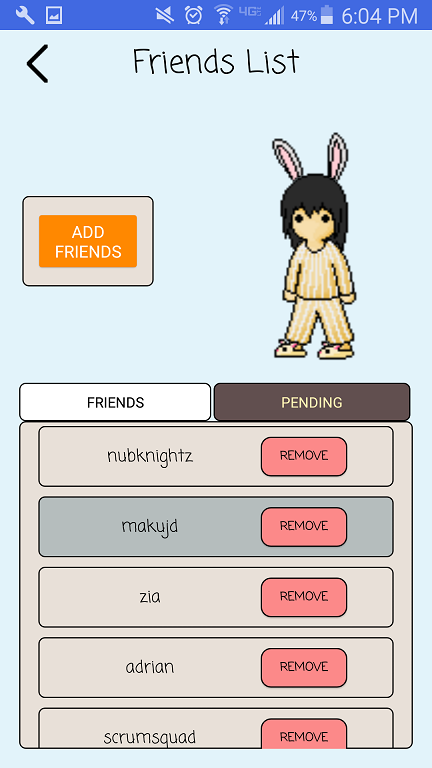 4G LTE 47% 6:04 PM
Friends List
ADD
FRIENDS
FRIENDS PENDING
nubknightz REMOVE
makujd REMOVE
zia REMOVE
adrian REMOVE
scrumsquad REMOVE